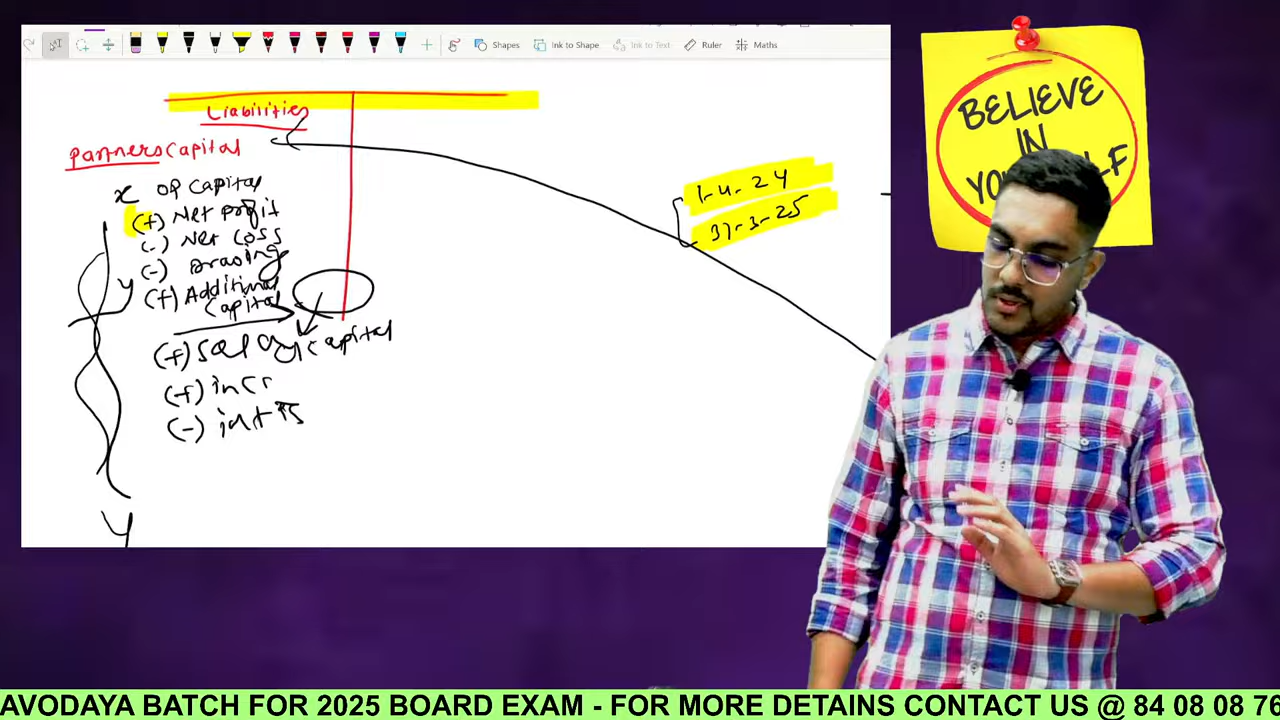 Shapes
Ink to Shape
Ink to Text
Ruler
Maths
Liabilities
Partners Capital
x
OP Capital
(+) Net profit
(-) Net Loss
(-) Drawing
y
(+) Additional
Capital
(+) Salary
Capital
(-) int
y
1-4-24
31-3-25
BELIEVE
IN
AVODAYA BATCH FOR 2025 BOARD EXAM - FOR MORE DETAINS CONTACT US @ 84 08 08 76